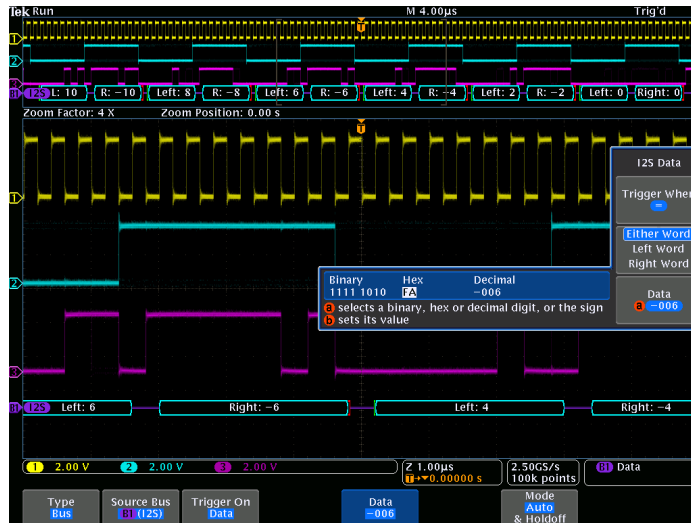 Tek Run M 4.00µs Trig'd
T
1
2
3
B1 I2S L: 10 R: -10 Left: 8 R: -8 Left: 6 R: -6 Left: 4 R: -4 Left: 2 R: -2 Left: 0 Right: 0
Zoom Factor: 4 X Zoom Position: 0.00 s
T
I2S Data
1
Trigger When
=
Either Word
Left Word
Right Word
2
Binary Hex Decimal
1111 1010 FA -006
a selects a binary, hex or decimal digit, or the sign
b sets its value
Data
a -006
3
B1 I2S Left: 6 Right: -6 Left: 4 Right: -4
1 2.00 V 2 2.00 V 3 2.00 V
Z 1.00µs
T→▼0.00000 s
2.50GS/s
100k points
B1 Data
Type
Bus
Source Bus
B1 (I2S)
Trigger On
Data
Data
-006
Mode
Auto
& Holdoff